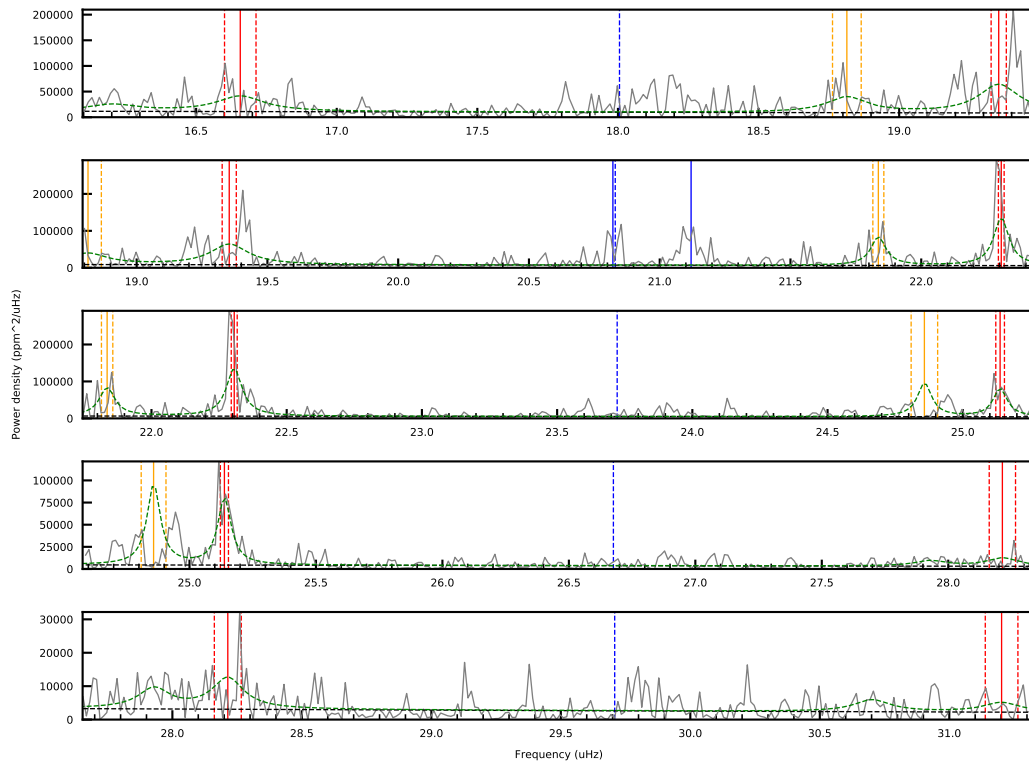 200000
150000
100000
50000
0
16.5 17.0 17.5 18.0 18.5 19.0
200000
100000
0
19.0 19.5 20.0 20.5 21.0 21.5 22.0
Power density (ppm^2/uHz)
200000
100000
0
22.0 22.5 23.0 23.5 24.0 24.5 25.0
100000
75000
50000
25000
0
25.0 25.5 26.0 26.5 27.0 27.5 28.0
30000
20000
10000
0
28.0 28.5 29.0 29.5 30.0 30.5 31.0
Frequency (uHz)